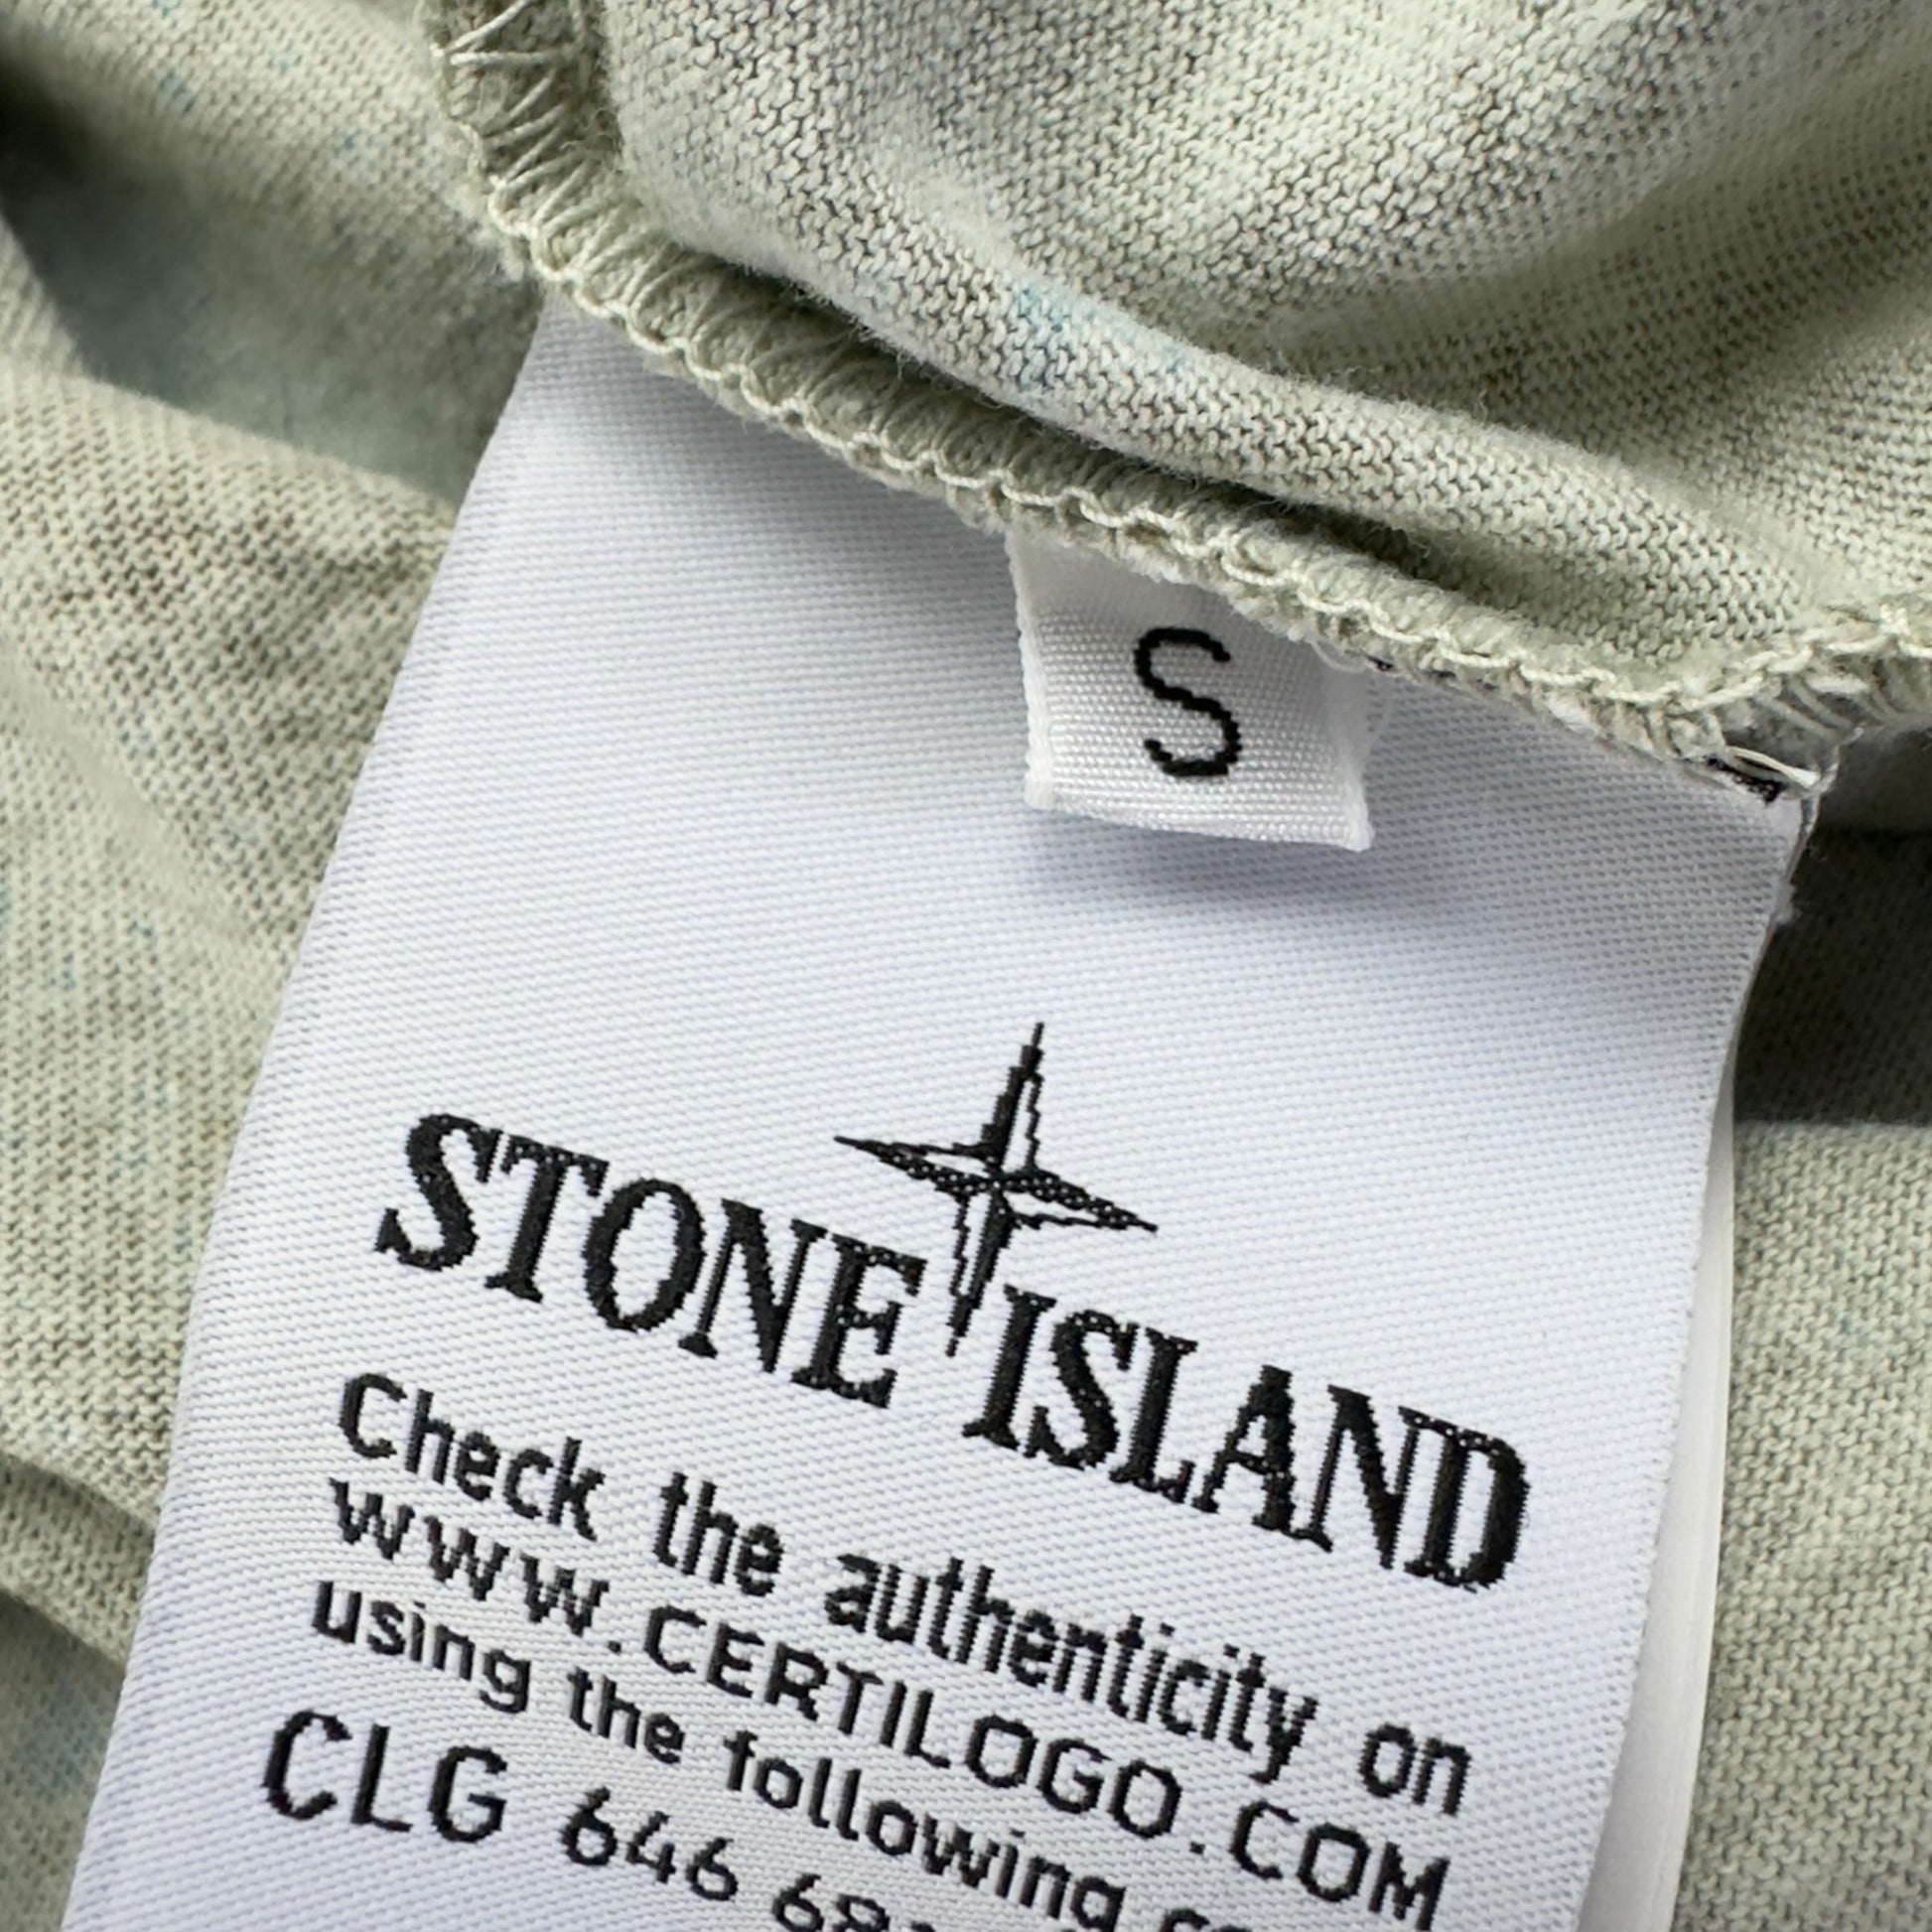 S
STONE ISLAND
Check the authenticity on
WWW.CERTILOGO.COM
using the following
CLG 646